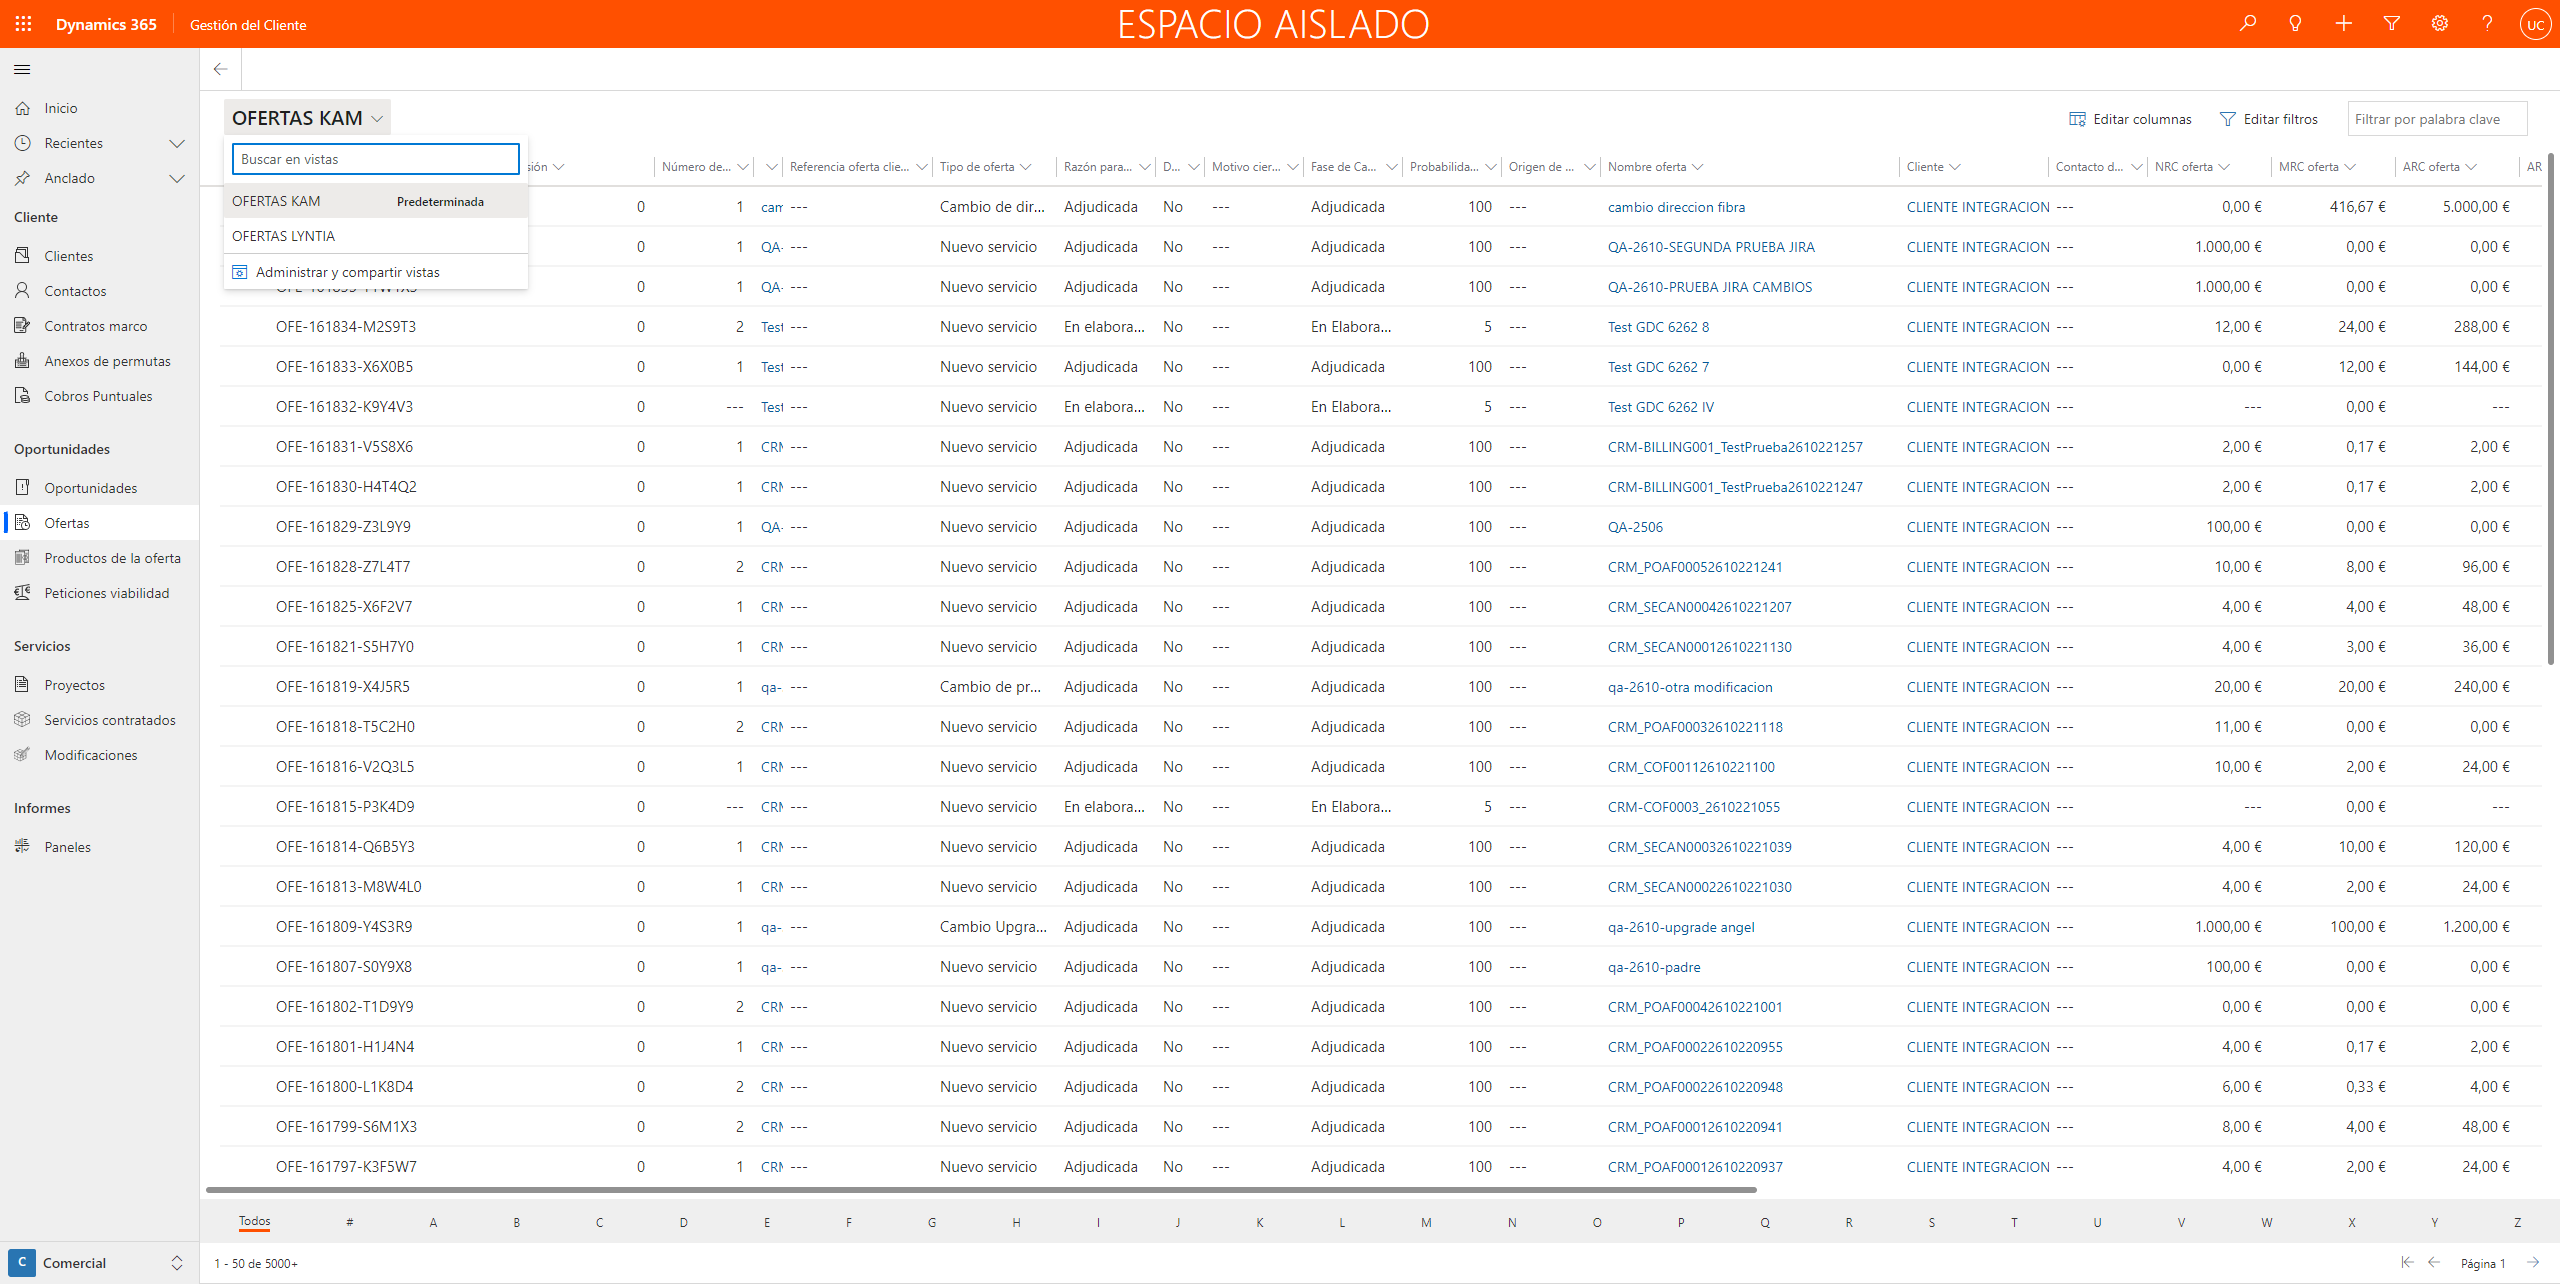 Dynamics 365 Gestión del Cliente ESPACIO AISLADO UC
Inicio
Recientes
Anclado
Cliente
Clientes
Contactos
Contratos marco
Anexos de permutas
Cobros Puntuales
Oportunidades
Oportunidades
Ofertas
Productos de la oferta
Peticiones viabilidad
Servicios
Proyectos
Servicios contratados
Modificaciones
Informes
Paneles
C Comercial
OFERTAS KAM Editar columnas Editar filtros Filtrar por palabra clave
Buscar en vistas
OFERTAS KAM Predeterminada
OFERTAS LYNTIA
Administrar y compartir vistas
sión Número de... Referencia oferta clie... Tipo de oferta Razón para... D... Motivo cier... Fase de Ca... Probabilida... Origen de ... Nombre oferta Cliente Contacto d... NRC oferta MRC oferta ARC oferta AR
0 1 cam --- Cambio de dir... Adjudicada No --- Adjudicada 100 --- cambio direccion fibra CLIENTE INTEGRACION --- 0,00 € 416,67 € 5.000,00 €
0 1 QA- --- Nuevo servicio Adjudicada No --- Adjudicada 100 --- QA-2610-SEGUNDA PRUEBA JIRA CLIENTE INTEGRACION --- 1.000,00 € 0,00 € 0,00 €
0 1 QA- --- Nuevo servicio Adjudicada No --- Adjudicada 100 --- QA-2610-PRUEBA JIRA CAMBIOS CLIENTE INTEGRACION --- 1.000,00 € 0,00 € 0,00 €
OFE-161834-M2S9T3 0 2 Test --- Nuevo servicio En elabora... No --- En Elabora... 5 --- Test GDC 6262 8 CLIENTE INTEGRACION --- 12,00 € 24,00 € 288,00 €
OFE-161833-X6X0B5 0 1 Test --- Nuevo servicio Adjudicada No --- Adjudicada 100 --- Test GDC 6262 7 CLIENTE INTEGRACION --- 0,00 € 12,00 € 144,00 €
OFE-161832-K9Y4V3 0 --- Test --- Nuevo servicio En elabora... No --- En Elabora... 5 --- Test GDC 6262 IV CLIENTE INTEGRACION --- --- 0,00 € ---
OFE-161831-V5S8X6 0 1 CRM --- Nuevo servicio Adjudicada No --- Adjudicada 100 --- CRM-BILLING001_TestPrueba2610221257 CLIENTE INTEGRACION --- 2,00 € 0,17 € 2,00 €
OFE-161830-H4T4Q2 0 1 CRM --- Nuevo servicio Adjudicada No --- Adjudicada 100 --- CRM-BILLING001_TestPrueba2610221247 CLIENTE INTEGRACION --- 2,00 € 0,17 € 2,00 €
OFE-161829-Z3L9Y9 0 1 QA- --- Nuevo servicio Adjudicada No --- Adjudicada 100 --- QA-2506 CLIENTE INTEGRACION --- 100,00 € 0,00 € 0,00 €
OFE-161828-Z7L4T7 0 2 CRM --- Nuevo servicio Adjudicada No --- Adjudicada 100 --- CRM_POAF00052610221241 CLIENTE INTEGRACION --- 10,00 € 8,00 € 96,00 €
OFE-161825-X6F2V7 0 1 CRM --- Nuevo servicio Adjudicada No --- Adjudicada 100 --- CRM_SECAN00042610221207 CLIENTE INTEGRACION --- 4,00 € 4,00 € 48,00 €
OFE-161821-S5H7Y0 0 1 CRM --- Nuevo servicio Adjudicada No --- Adjudicada 100 --- CRM_SECAN00012610221130 CLIENTE INTEGRACION --- 4,00 € 3,00 € 36,00 €
OFE-161819-X4J5R5 0 1 qa- --- Cambio de pr... Adjudicada No --- Adjudicada 100 --- qa-2610-otra modificacion CLIENTE INTEGRACION --- 20,00 € 20,00 € 240,00 €
OFE-161818-T5C2H0 0 2 CRM --- Nuevo servicio Adjudicada No --- Adjudicada 100 --- CRM_POAF00032610221118 CLIENTE INTEGRACION --- 11,00 € 0,00 € 0,00 €
OFE-161816-V2Q3L5 0 1 CRM --- Nuevo servicio Adjudicada No --- Adjudicada 100 --- CRM_COF00112610221100 CLIENTE INTEGRACION --- 10,00 € 2,00 € 24,00 €
OFE-161815-P3K4D9 0 --- CRM --- Nuevo servicio En elabora... No --- En Elabora... 5 --- CRM-COF0003_2610221055 CLIENTE INTEGRACION --- --- 0,00 € ---
OFE-161814-Q6B5Y3 0 1 CRM --- Nuevo servicio Adjudicada No --- Adjudicada 100 --- CRM_SECAN00032610221039 CLIENTE INTEGRACION --- 4,00 € 10,00 € 120,00 €
OFE-161813-M8W4L0 0 1 CRM --- Nuevo servicio Adjudicada No --- Adjudicada 100 --- CRM_SECAN00022610221030 CLIENTE INTEGRACION --- 4,00 € 2,00 € 24,00 €
OFE-161809-Y4S3R9 0 1 qa- --- Cambio Upgra... Adjudicada No --- Adjudicada 100 --- qa-2610-upgrade angel CLIENTE INTEGRACION --- 1.000,00 € 100,00 € 1.200,00 €
OFE-161807-S0Y9X8 0 1 qa- --- Nuevo servicio Adjudicada No --- Adjudicada 100 --- qa-2610-padre CLIENTE INTEGRACION --- 100,00 € 0,00 € 0,00 €
OFE-161802-T1D9Y9 0 2 CRM --- Nuevo servicio Adjudicada No --- Adjudicada 100 --- CRM_POAF00042610221001 CLIENTE INTEGRACION --- 0,00 € 0,00 € 0,00 €
OFE-161801-H1J4N4 0 1 CRM --- Nuevo servicio Adjudicada No --- Adjudicada 100 --- CRM_POAF00022610220955 CLIENTE INTEGRACION --- 4,00 € 0,17 € 2,00 €
OFE-161800-L1K8D4 0 2 CRM --- Nuevo servicio Adjudicada No --- Adjudicada 100 --- CRM_POAF00022610220948 CLIENTE INTEGRACION --- 6,00 € 0,33 € 4,00 €
OFE-161799-S6M1X3 0 2 CRM --- Nuevo servicio Adjudicada No --- Adjudicada 100 --- CRM_POAF00012610220941 CLIENTE INTEGRACION --- 8,00 € 4,00 € 48,00 €
OFE-161797-K3F5W7 0 1 CRM --- Nuevo servicio Adjudicada No --- Adjudicada 100 --- CRM_POAF00012610220937 CLIENTE INTEGRACION --- 4,00 € 2,00 € 24,00 €
Todos # A B C D E F G H I J K L M N O P Q R S T U V W X Y Z
1 - 50 de 5000+ Página 1